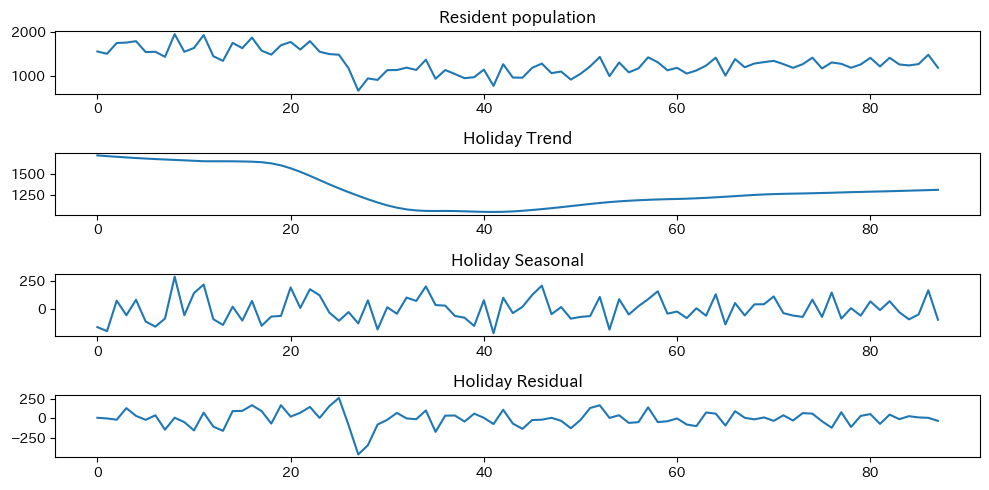 Resident population
2000
1000
0 20 40 60 80
Holiday Trend
1500
1250
0 20 40 60 80
Holiday Seasonal
250
0
0 20 40 60 80
Holiday Residual
250
0
−250
0 20 40 60 80